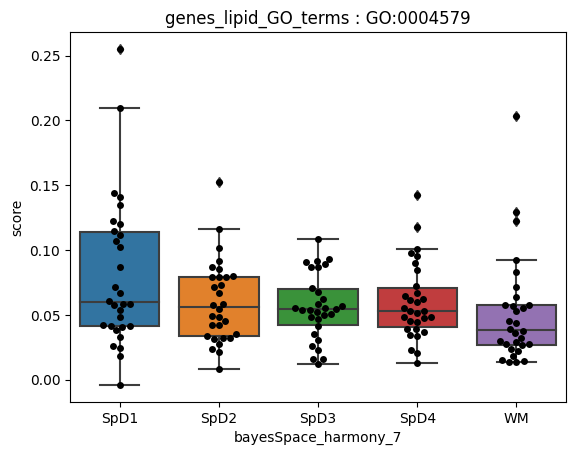 genes_lipid_GO_terms : GO:0004579
score
0.25
0.20
0.15
0.10
0.05
0.00
SpD1 SpD2 SpD3 SpD4 WM
bayesSpace_harmony_7